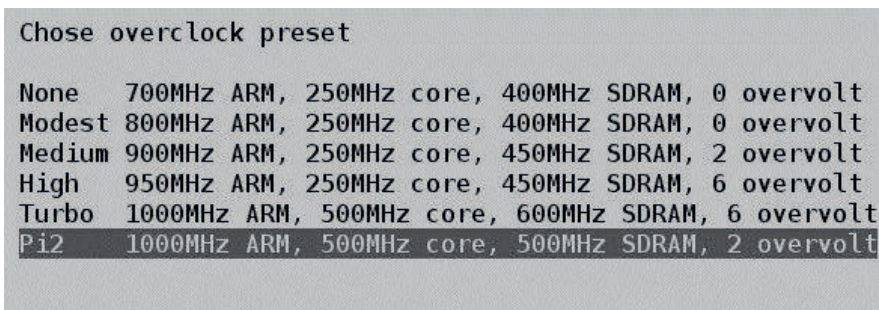 Chose overclock preset
None 700MHz ARM, 250MHz core, 400MHz SDRAM, 0 overvolt
Modest 800MHz ARM, 250MHz core, 400MHz SDRAM, 0 overvolt
Medium 900MHz ARM, 250MHz core, 450MHz SDRAM, 2 overvolt
High 950MHz ARM, 250MHz core, 450MHz SDRAM, 6 overvolt
Turbo 1000MHz ARM, 500MHz core, 600MHz SDRAM, 6 overvolt
Pi2 1000MHz ARM, 500MHz core, 500MHz SDRAM, 2 overvolt